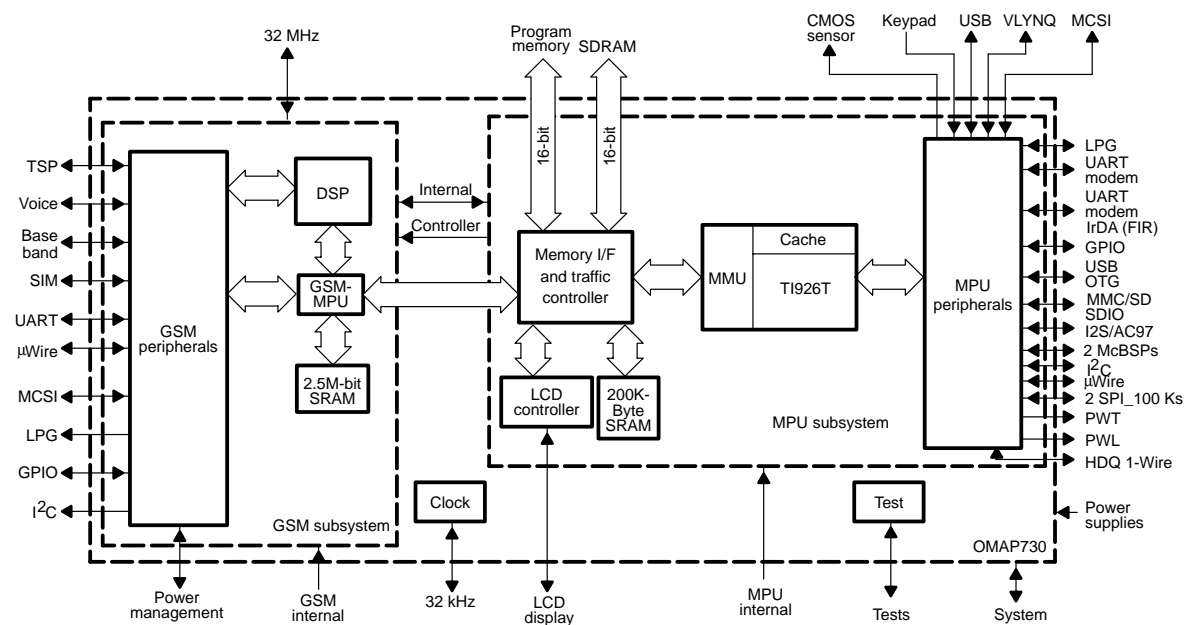 CMOS
sensor
Keypad
USB
VLYNQ
MCSI
Program
memory
SDRAM
32 MHz
16-bit
16-bit
TSP
Voice
Base
band
SIM
UART
µWire
MCSI
LPG
GPIO
I2C
GSM
peripherals
DSP
GSM-
MPU
2.5M-bit
SRAM
GSM subsystem
Internal
Controller
Memory I/F
and traffic
controller
LCD
controller
200K-
Byte
SRAM
MMU
Cache
TI926T
MPU subsystem
MPU
peripherals
LPG
UART
modem
UART
modem
IrDA (FIR)
GPIO
USB
OTG
MMC/SD
SDIO
I2S/AC97
2 McBSPs
I2C
µWire
2 SPI_100 Ks
PWT
PWL
HDQ 1-Wire
Clock
Test
Power
supplies
OMAP730
Power
management
GSM
internal
32 kHz
LCD
display
MPU
internal
Tests
System